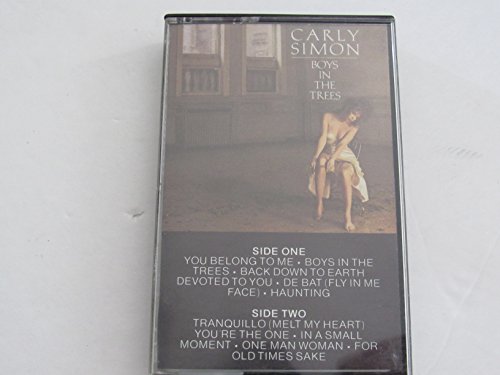 CARLY
SIMON
BOYS
IN
THE
TREES
SIDE ONE
YOU BELONG TO ME • BOYS IN THE
TREES • BACK DOWN TO EARTH
DEVOTED TO YOU • DE BAT (FLY IN ME
FACE) • HAUNTING
SIDE TWO
TRANQUILLO (MELT MY HEART)
YOU'RE THE ONE • IN A SMALL
MOMENT • ONE MAN WOMAN • FOR
OLD TIMES SAKE